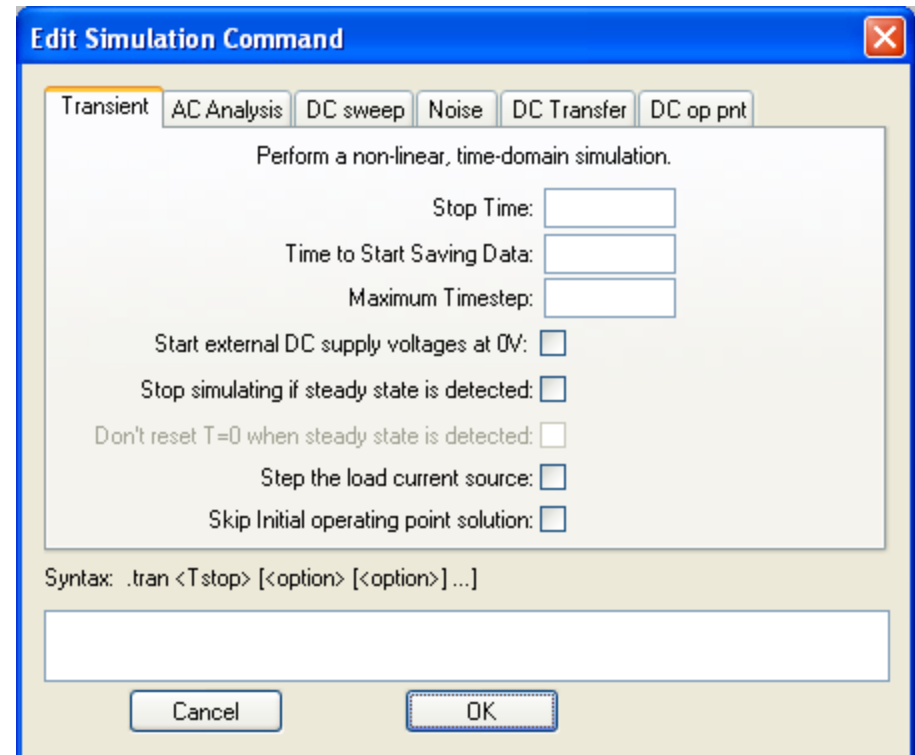 Edit Simulation Command
Transient AC Analysis DC sweep Noise DC Transfer DC op pnt
Perform a non-linear, time-domain simulation.
Stop Time:
Time to Start Saving Data:
Maximum Timestep:
Start external DC supply voltages at 0V:
Stop simulating if steady state is detected:
Don't reset T=0 when steady state is detected:
Step the load current source:
Skip Initial operating point solution:
Syntax: .tran <Tstop> [<option> [<option>] ...]
Cancel OK